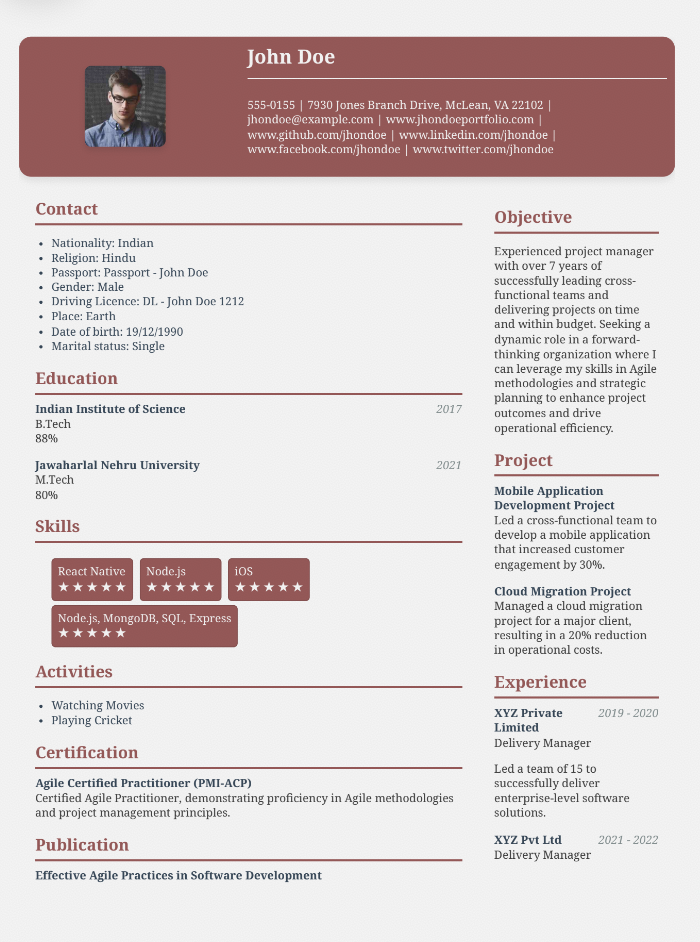 John Doe
555-0155 | 7930 Jones Branch Drive, McLean, VA 22102 |
jhondoe@example.com | www.jhondoeportfolio.com |
www.github.com/jhondoe | www.linkedin.com/jhondoe |
www.facebook.com/jhondoe | www.twitter.com/jhondoe
Contact
• Nationality: Indian
• Religion: Hindu
• Passport: Passport - John Doe
• Gender: Male
• Driving Licence: DL - John Doe 1212
• Place: Earth
• Date of birth: 19/12/1990
• Marital status: Single
Education
Indian Institute of Science 2017
B.Tech
88%
Jawaharlal Nehru University 2021
M.Tech
80%
Skills
React Native
★ ★ ★ ★ ★
Node.js
★ ★ ★ ★ ★
iOS
★ ★ ★ ★ ★
Node.js, MongoDB, SQL, Express
★ ★ ★ ★ ★
Activities
• Watching Movies
• Playing Cricket
Certification
Agile Certified Practitioner (PMI-ACP)
Certified Agile Practitioner, demonstrating proficiency in Agile methodologies
and project management principles.
Publication
Effective Agile Practices in Software Development
Objective
Experienced project manager
with over 7 years of
successfully leading cross-
functional teams and
delivering projects on time
and within budget. Seeking a
dynamic role in a forward-
thinking organization where I
can leverage my skills in Agile
methodologies and strategic
planning to enhance project
outcomes and drive
operational efficiency.
Project
Mobile Application
Development Project
Led a cross-functional team to
develop a mobile application
that increased customer
engagement by 30%.
Cloud Migration Project
Managed a cloud migration
project for a major client,
resulting in a 20% reduction
in operational costs.
Experience
XYZ Private 2019 - 2020
Limited
Delivery Manager
Led a team of 15 to
successfully deliver
enterprise-level software
solutions.
XYZ Pvt Ltd 2021 - 2022
Delivery Manager